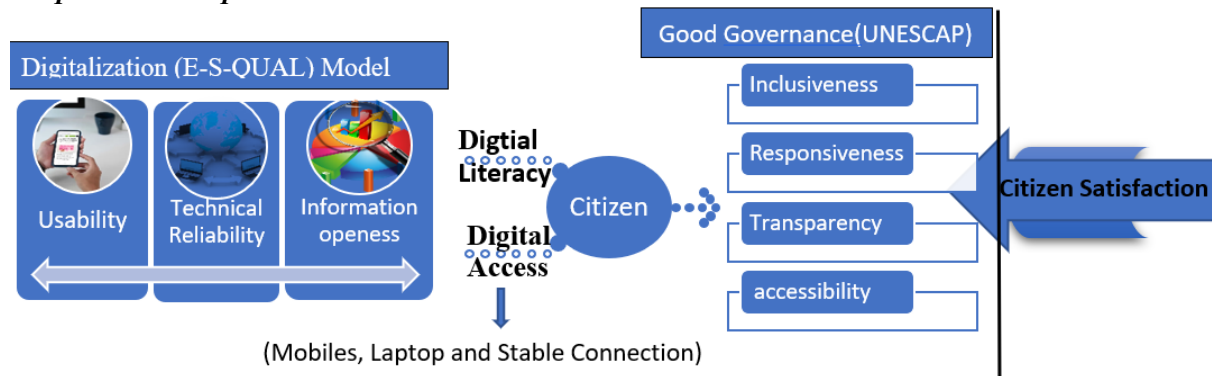 Good Governance(UNESCAP)
Digitalization (E-S-QUAL) Model
Usability
Technical
Reliability
Information
openess
Digtial
Literacy
Digital
Access
(Mobiles, Laptop and Stable Connection)
Citizen
Inclusiveness
Responsiveness
Transparency
accessibility
Citizen Satisfaction